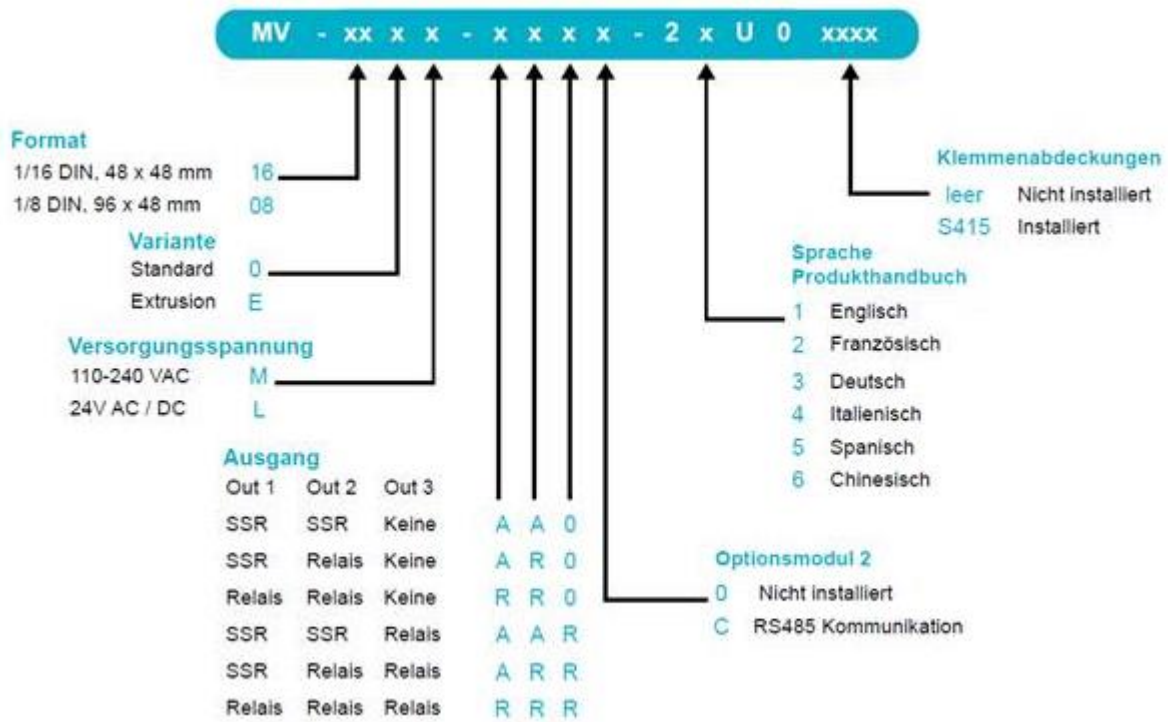 MV - xx x x - x x x x - 2 x U 0 xxxx
Format
1/16 DIN, 48 x 48 mm 16
1/8 DIN, 96 x 48 mm 08
Variante
Standard 0
Extrusion E
Versorgungsspannung
110-240 VAC M
24V AC / DC L
Ausgang
Out 1 Out 2 Out 3
SSR SSR Keine A A 0
SSR Relais Keine A R 0
Relais Relais Keine R R 0
SSR SSR Relais A A R
SSR Relais Relais A R R
Relais Relais Relais R R R
Optionsmodul 2
0 Nicht installiert
C RS485 Kommunikation
Sprache
Produkthandbuch
1 Englisch
2 Französisch
3 Deutsch
4 Italienisch
5 Spanisch
6 Chinesisch
Klemmenabdeckungen
leer Nicht installiert
S415 Installiert